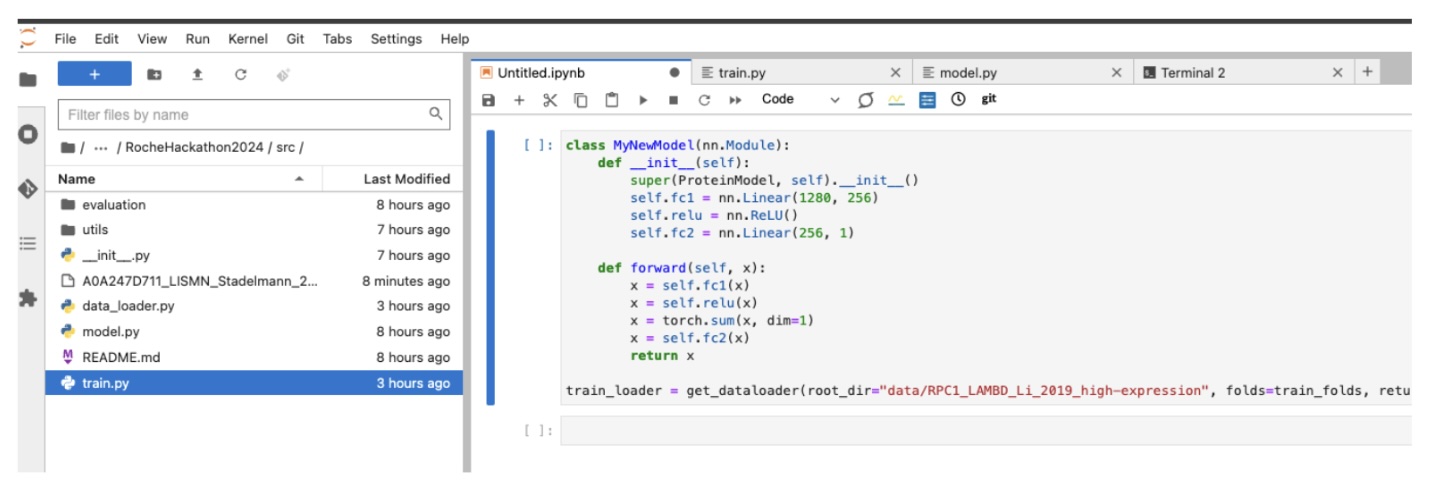 File Edit View Run Kernel Git Tabs Settings Help
+
Filter files by name
/ ··· / RocheHackathon2024 / src /
Name Last Modified
evaluation 8 hours ago
utils 7 hours ago
__init__.py 7 hours ago
A0A247D711_LISMN_Stadelmann_2... 8 minutes ago
data_loader.py 3 hours ago
model.py 8 hours ago
README.md 8 hours ago
train.py 3 hours ago
Untitled.ipynb train.py model.py Terminal 2 +
+ Code git
[ ]: class MyNewModel(nn.Module):
    def __init__(self):
        super(ProteinModel, self).__init__()
        self.fc1 = nn.Linear(1280, 256)
        self.relu = nn.ReLU()
        self.fc2 = nn.Linear(256, 1)
    def forward(self, x):
        x = self.fc1(x)
        x = self.relu(x)
        x = torch.sum(x, dim=1)
        x = self.fc2(x)
        return x
train_loader = get_dataloader(root_dir="data/RPC1_LAMBD_Li_2019_high-expression", folds=train_folds, retu
[ ]: